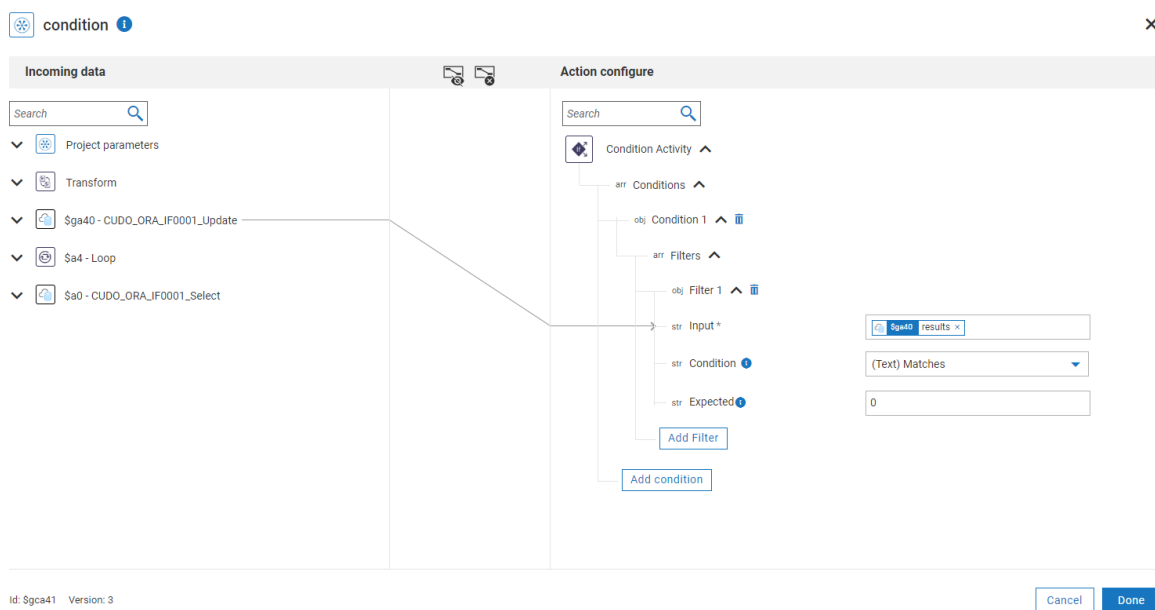 condition
Incoming data
Action configure
Search
Search
Project parameters
Transform
$ga40 - CUDO_ORA_IF0001_Update
$a4 - Loop
$a0 - CUDO_ORA_IF0001_Select
Condition Activity
arr Conditions
obj Condition 1
arr Filters
obj Filter 1
str Input * $ga40 results ×
str Condition (Text) Matches
str Expected 0
Add Filter
Add condition
Id: $gca41 Version: 3
Cancel Done